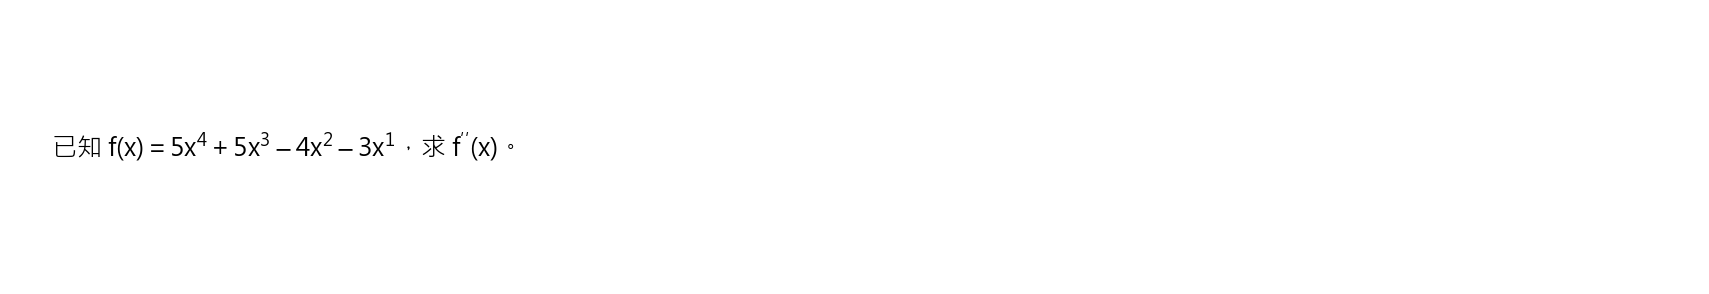 已知 f(x) = 5x⁴ + 5x³ – 4x² – 3x¹，求 f′′(x)。